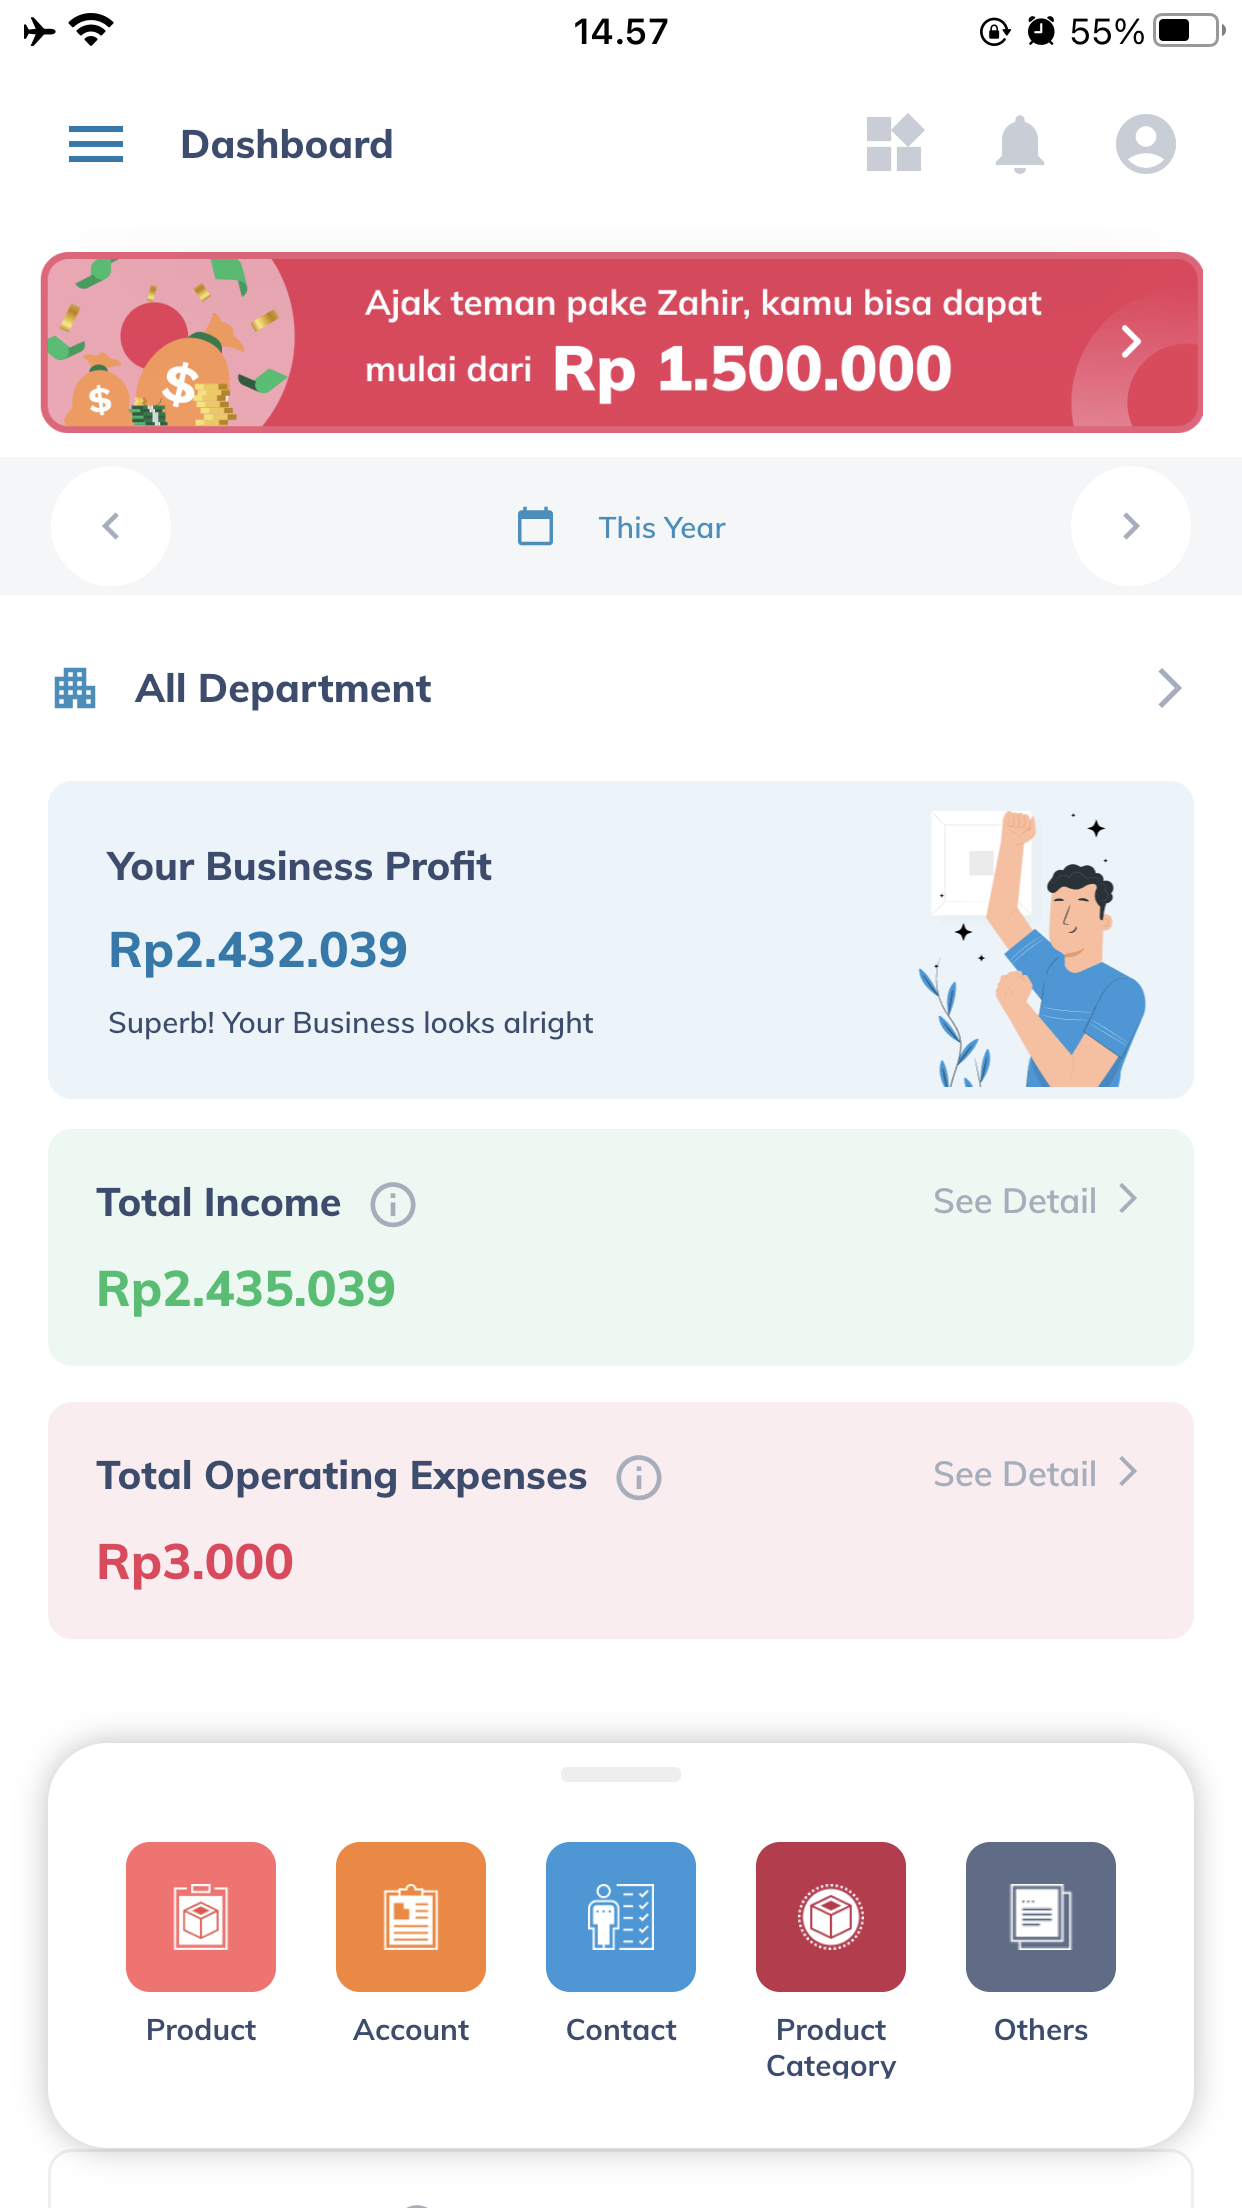 14.57
55%
Dashboard
Ajak teman pake Zahir, kamu bisa dapat
mulai dari Rp 1.500.000
This Year
All Department
Your Business Profit
Rp2.432.039
Superb! Your Business looks alright
Total Income
See Detail
Rp2.435.039
Total Operating Expenses
See Detail
Rp3.000
Product
Account
Contact
Product
Category
Others